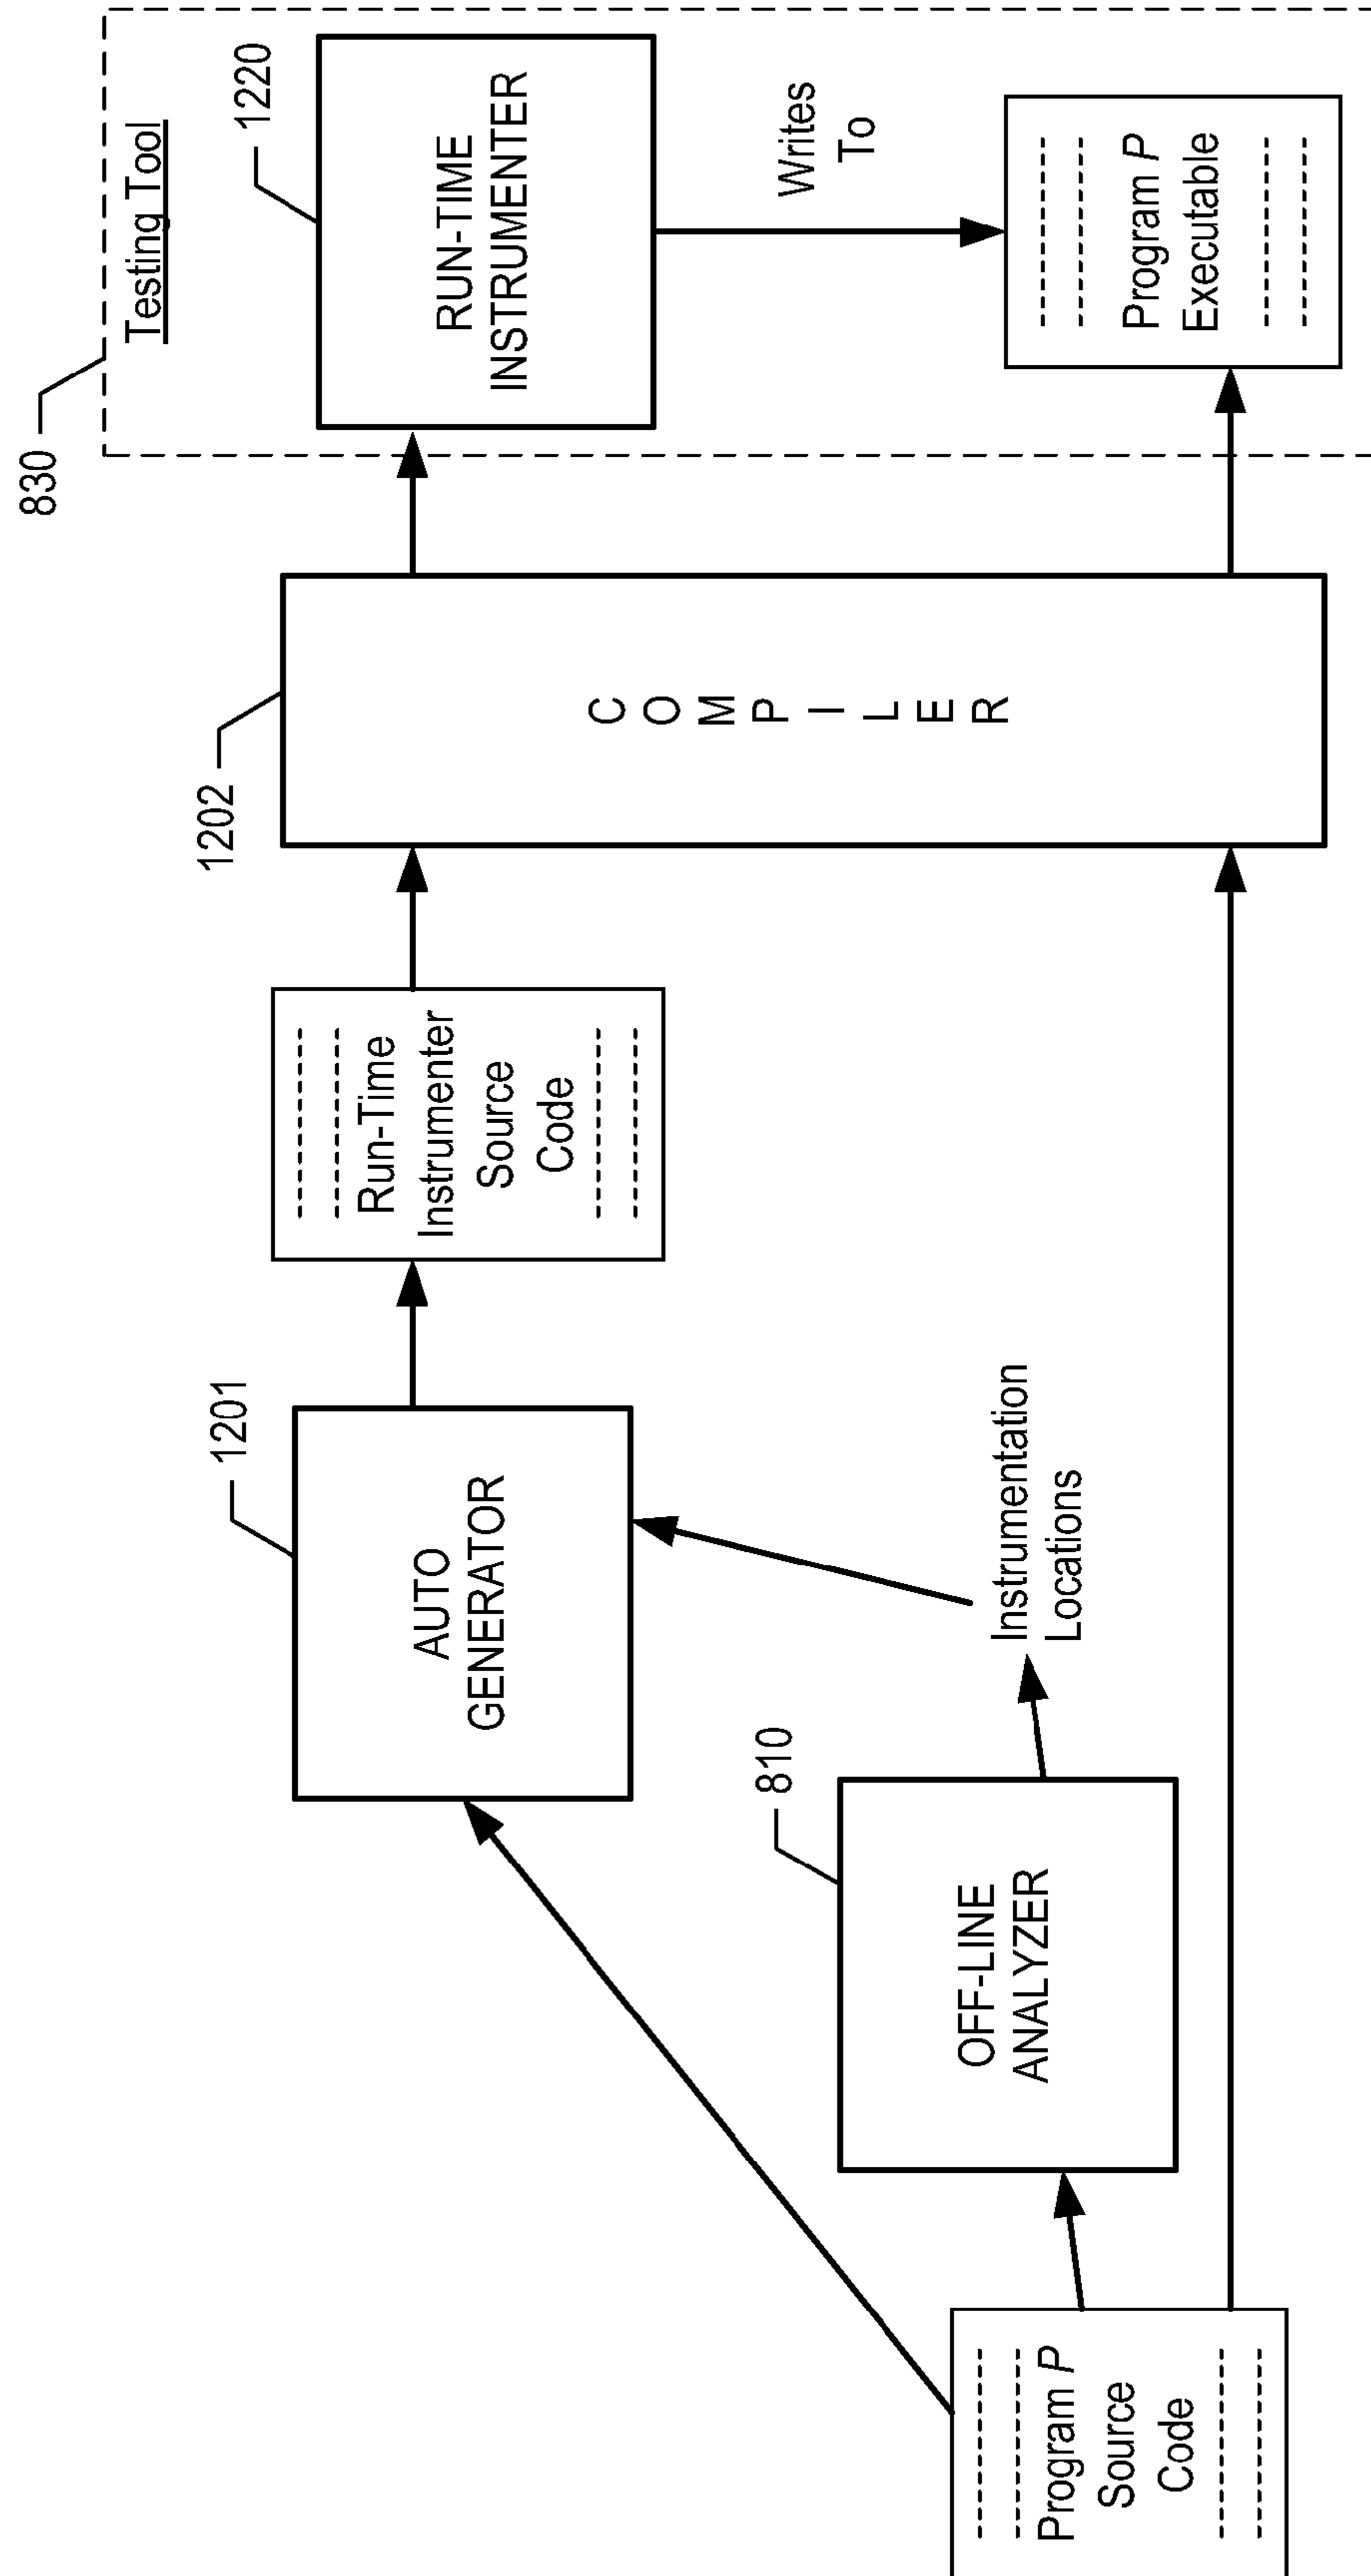 830
Testing Tool
1220
RUN-TIME
INSTRUMENTER
Writes
To
Program P
Executable
1202
C
O
M
P
I
L
E
R
Run-Time
Instrumenter
Source
Code
1201
AUTO
GENERATOR
Instrumentation
Locations
810
OFF-LINE
ANALYZER
Program P
Source
Code